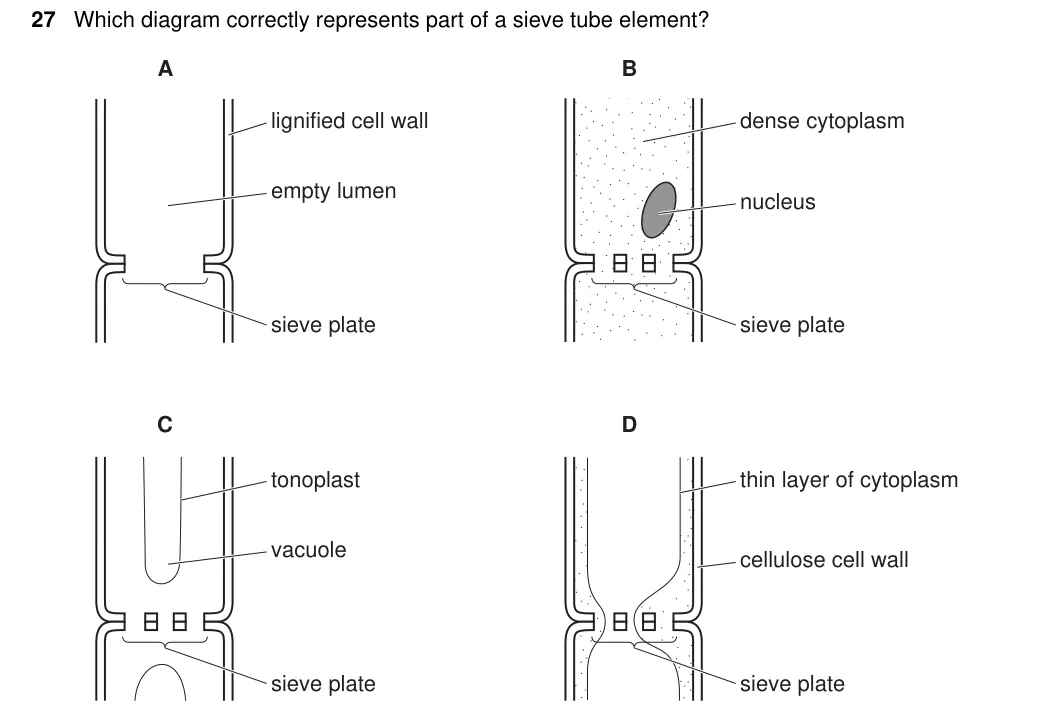 27 Which diagram correctly represents part of a sieve tube element?
A
lignified cell wall
empty lumen
sieve plate
B
dense cytoplasm
nucleus
sieve plate
C
tonoplast
vacuole
sieve plate
D
thin layer of cytoplasm
cellulose cell wall
sieve plate